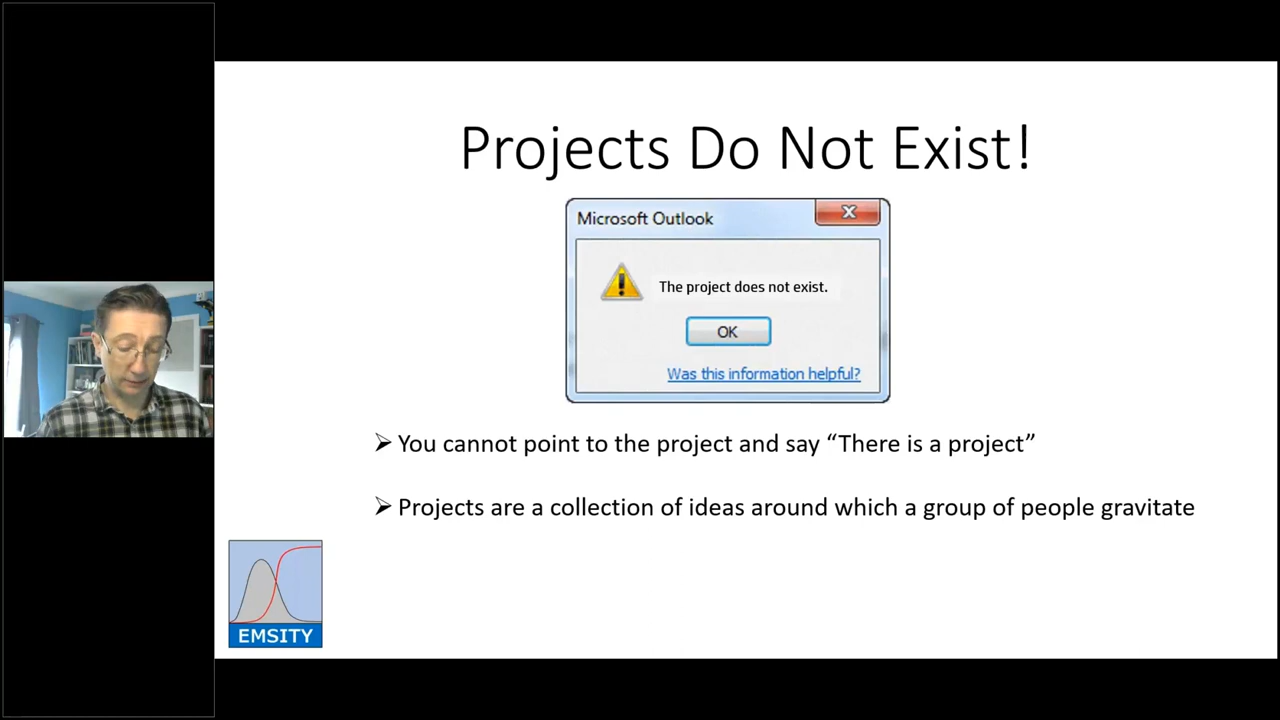 Projects Do Not Exist!
Microsoft Outlook
The project does not exist.
OK
Was this information helpful?
You cannot point to the project and say “There is a project”
Projects are a collection of ideas around which a group of people gravitate
EMSITY